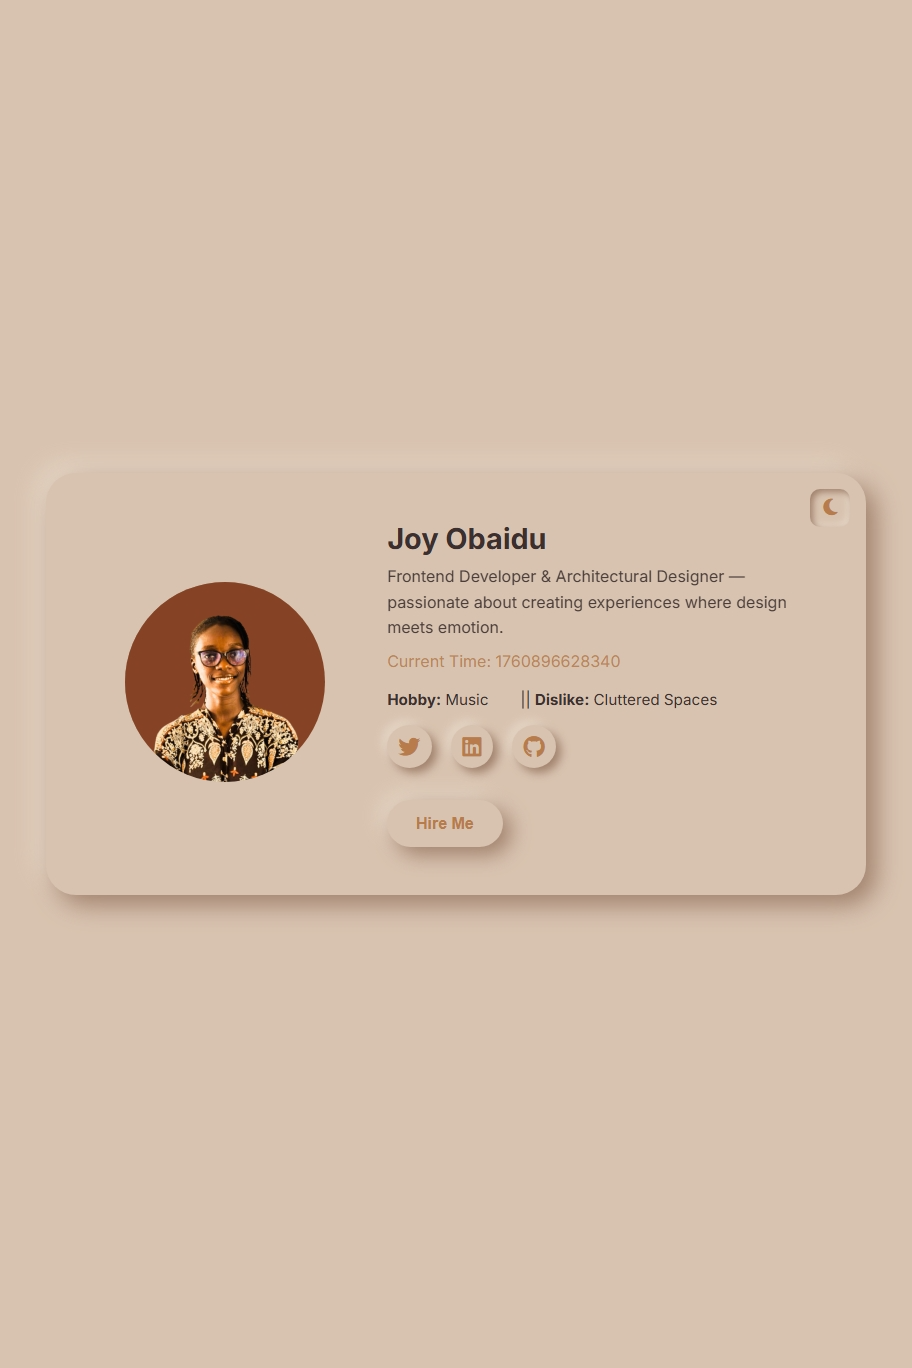 Joy Obaidu
Frontend Developer & Architectural Designer —
passionate about creating experiences where design
meets emotion.
Current Time: 1760896628340
Hobby: Music || Dislike: Cluttered Spaces
in
Hire Me